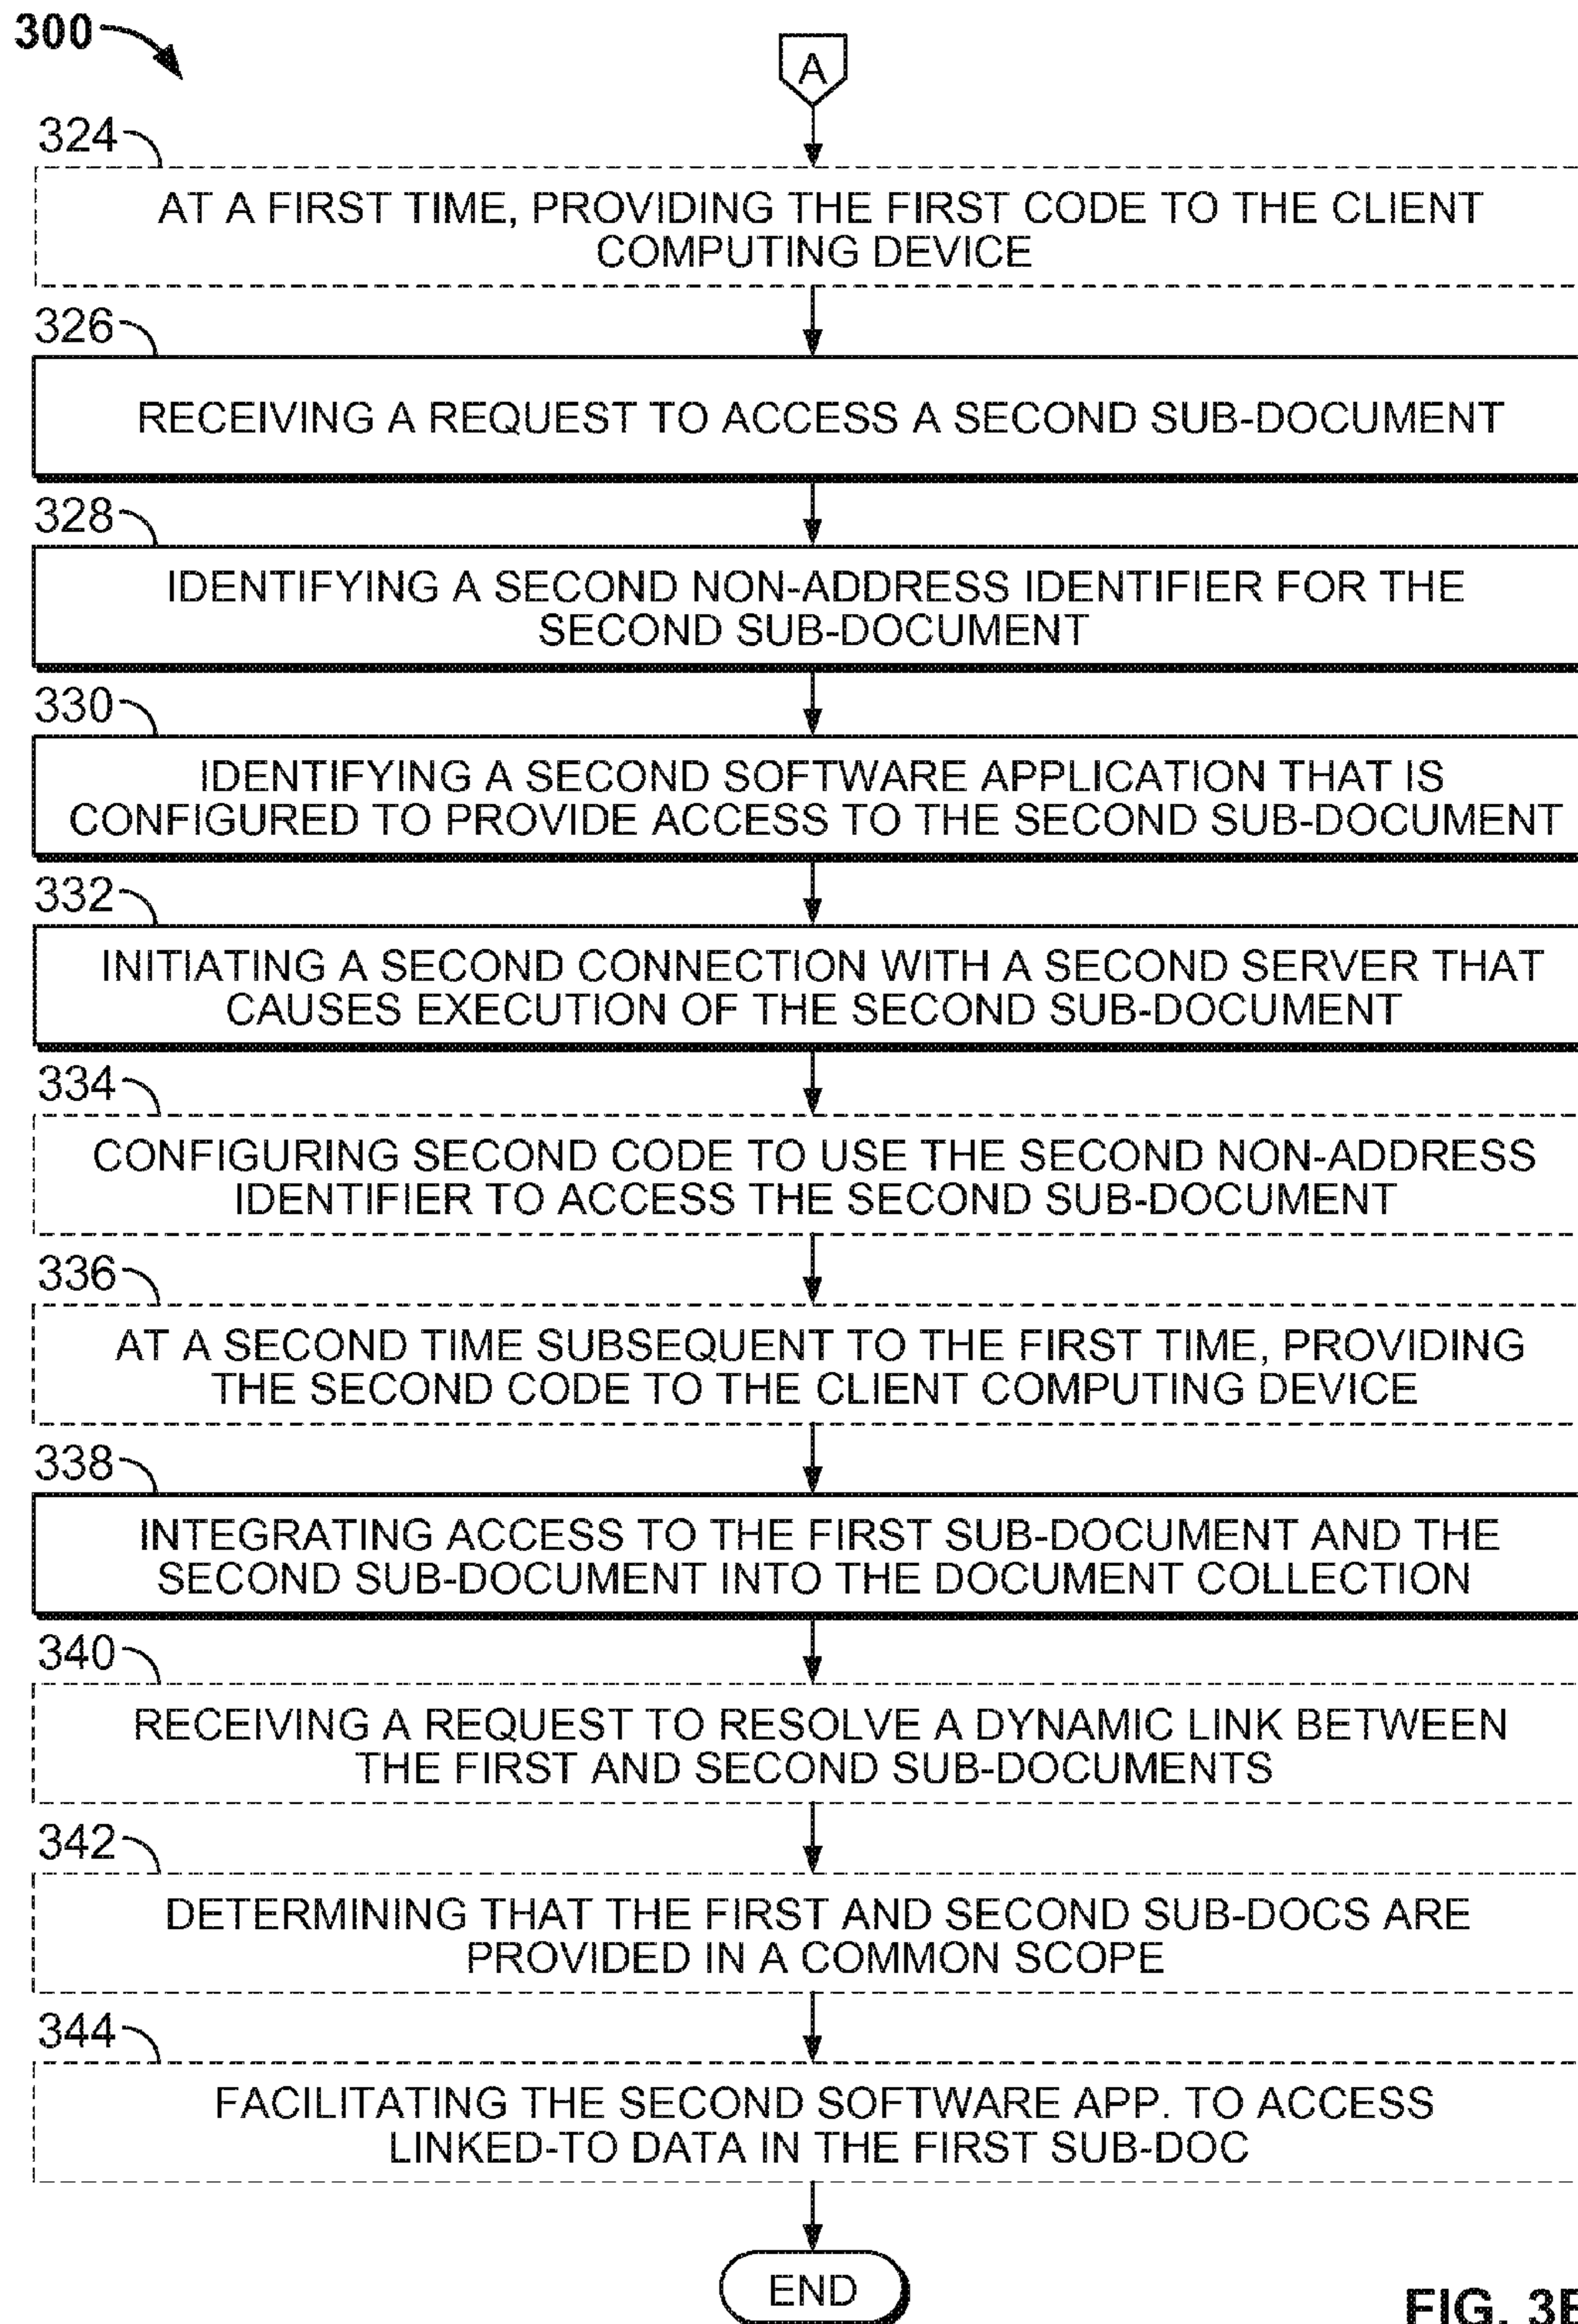 300
A
324
AT A FIRST TIME, PROVIDING THE FIRST CODE TO THE CLIENT
COMPUTING DEVICE
326
RECEIVING A REQUEST TO ACCESS A SECOND SUB-DOCUMENT
328
IDENTIFYING A SECOND NON-ADDRESS IDENTIFIER FOR THE
SECOND SUB-DOCUMENT
330
IDENTIFYING A SECOND SOFTWARE APPLICATION THAT IS
CONFIGURED TO PROVIDE ACCESS TO THE SECOND SUB-DOCUMENT
332
INITIATING A SECOND CONNECTION WITH A SECOND SERVER THAT
CAUSES EXECUTION OF THE SECOND SUB-DOCUMENT
334
CONFIGURING SECOND CODE TO USE THE SECOND NON-ADDRESS
IDENTIFIER TO ACCESS THE SECOND SUB-DOCUMENT
336
AT A SECOND TIME SUBSEQUENT TO THE FIRST TIME, PROVIDING
THE SECOND CODE TO THE CLIENT COMPUTING DEVICE
338
INTEGRATING ACCESS TO THE FIRST SUB-DOCUMENT AND THE
SECOND SUB-DOCUMENT INTO THE DOCUMENT COLLECTION
340
RECEIVING A REQUEST TO RESOLVE A DYNAMIC LINK BETWEEN
THE FIRST AND SECOND SUB-DOCUMENTS
342
DETERMINING THAT THE FIRST AND SECOND SUB-DOCS ARE
PROVIDED IN A COMMON SCOPE
344
FACILITATING THE SECOND SOFTWARE APP. TO ACCESS
LINKED-TO DATA IN THE FIRST SUB-DOC
END
FIG.